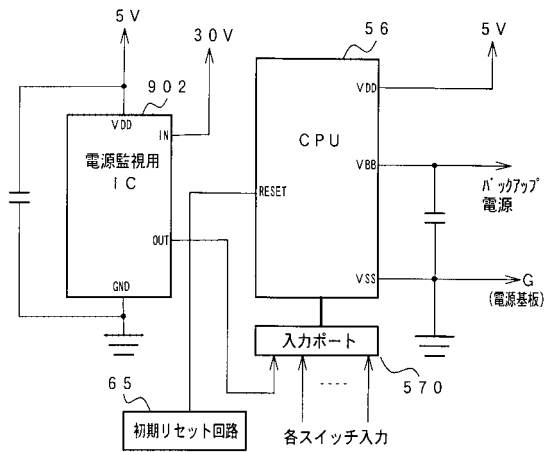 5V
30V
56
5V
902
VDD
IN
電源監視用
IC
OUT
GND
CPU
VDD
VBB
RESET
VSS
バックアップ
電源
G
(電源基板)
入力ポート
570
65
初期リセット回路
各スイッチ入力